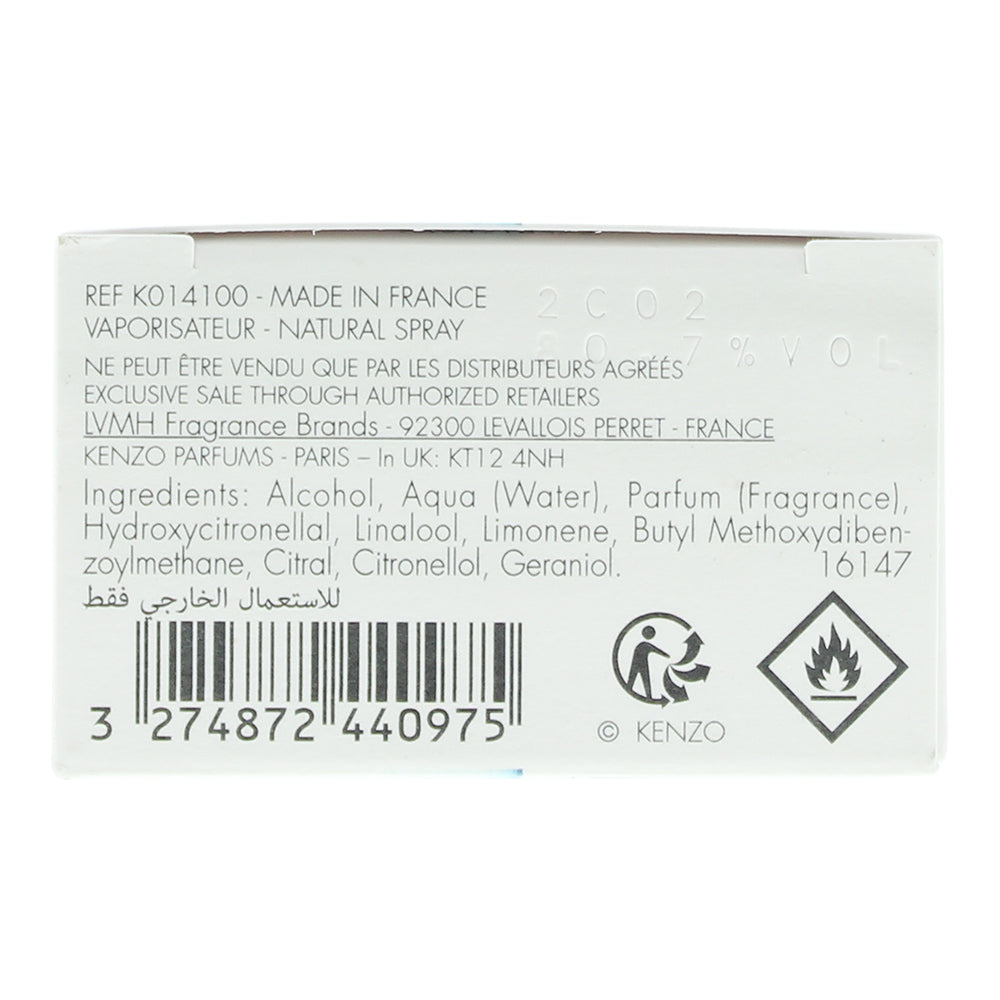 REF K014100 - MADE IN FRANCE
2C02
VAPORISATEUR - NATURAL SPRAY
% VOL
NE PEUT ÊTRE VENDU QUE PAR LES DISTRIBUTEURS AGRÉÉS
EXCLUSIVE SALE THROUGH AUTHORIZED RETAILERS
LVMH Fragrance Brands - 92300 LEVALLOIS PERRET - FRANCE
KENZO PARFUMS - PARIS – In UK: KT12 4NH
Ingredients: Alcohol, Aqua (Water), Parfum (Fragrance),
Hydroxycitronellal, Linalool, Limonene, Butyl Methoxydiben-
zoylmethane, Citral, Citronellol, Geraniol. 16147
للاستعمال الخارجي فقط
3 274872 440975
© KENZO